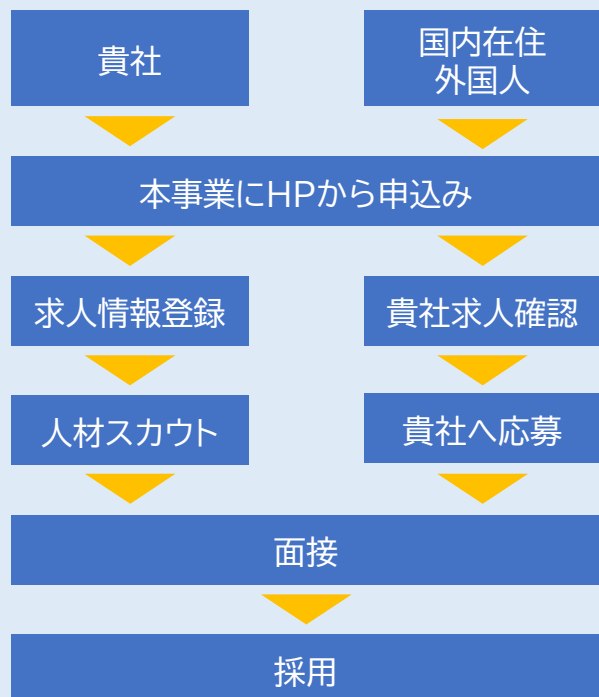 貴社
国内在住
外国人
本事業にHPから申込み
求人情報登録
貴社求人確認
人材スカウト
貴社へ応募
面接
採用